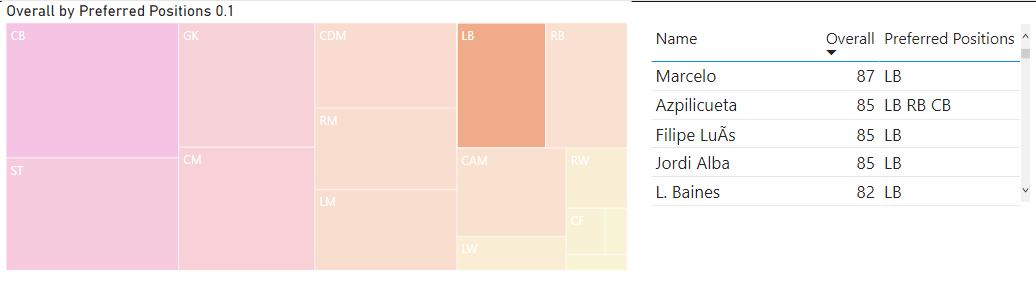 Overall by Preferred Positions 0.1
CB
GK
CDM
LB
RB
RM
ST
CM
CAM
RW
LM
CF
LW
Name Overall Preferred Positions
Marcelo 87 LB
Azpilicueta 85 LB RB CB
Filipe LuÃs 85 LB
Jordi Alba 85 LB
L. Baines 82 LB